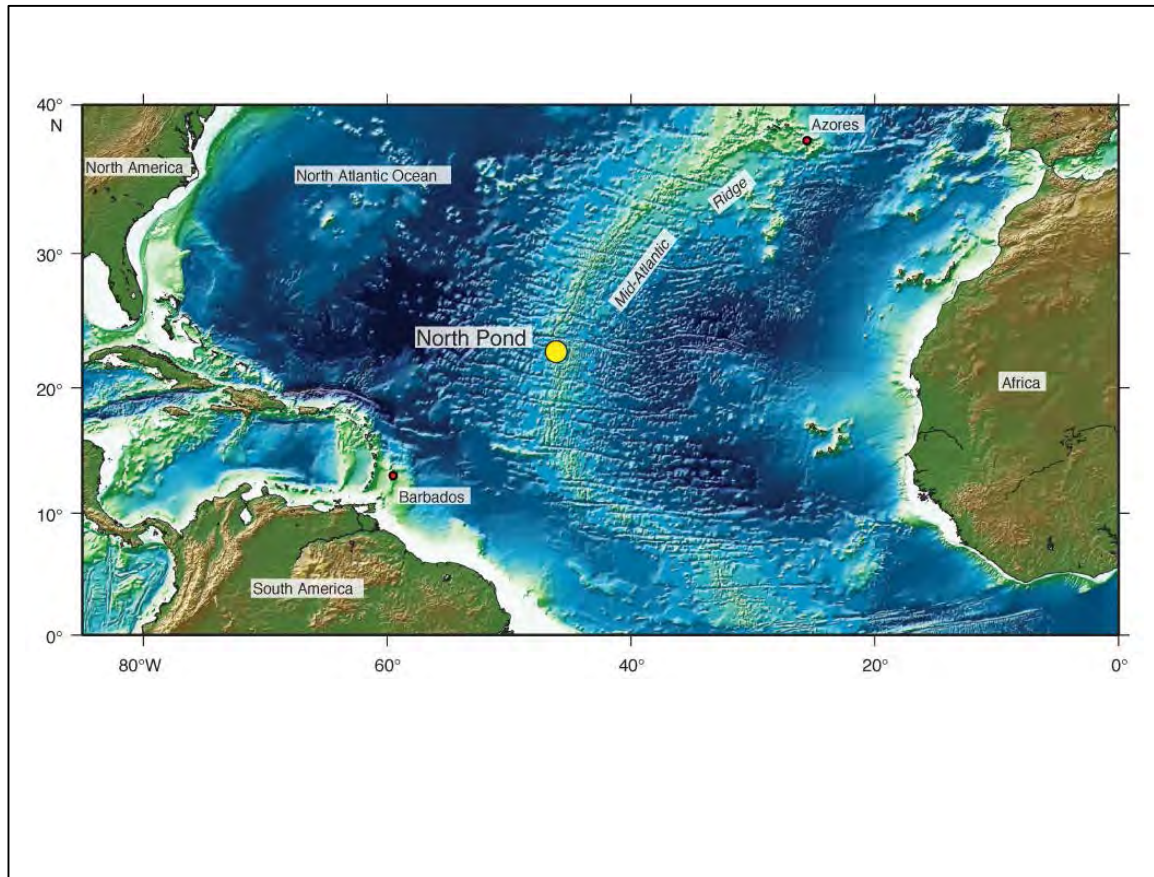 40°
N
Azores
North America
North Atlantic Ocean
Ridge
Mid-Atlantic
30°
North Pond
20°
Africa
Barbados
10°
South America
0°
80°W
60°
40°
20°
0°